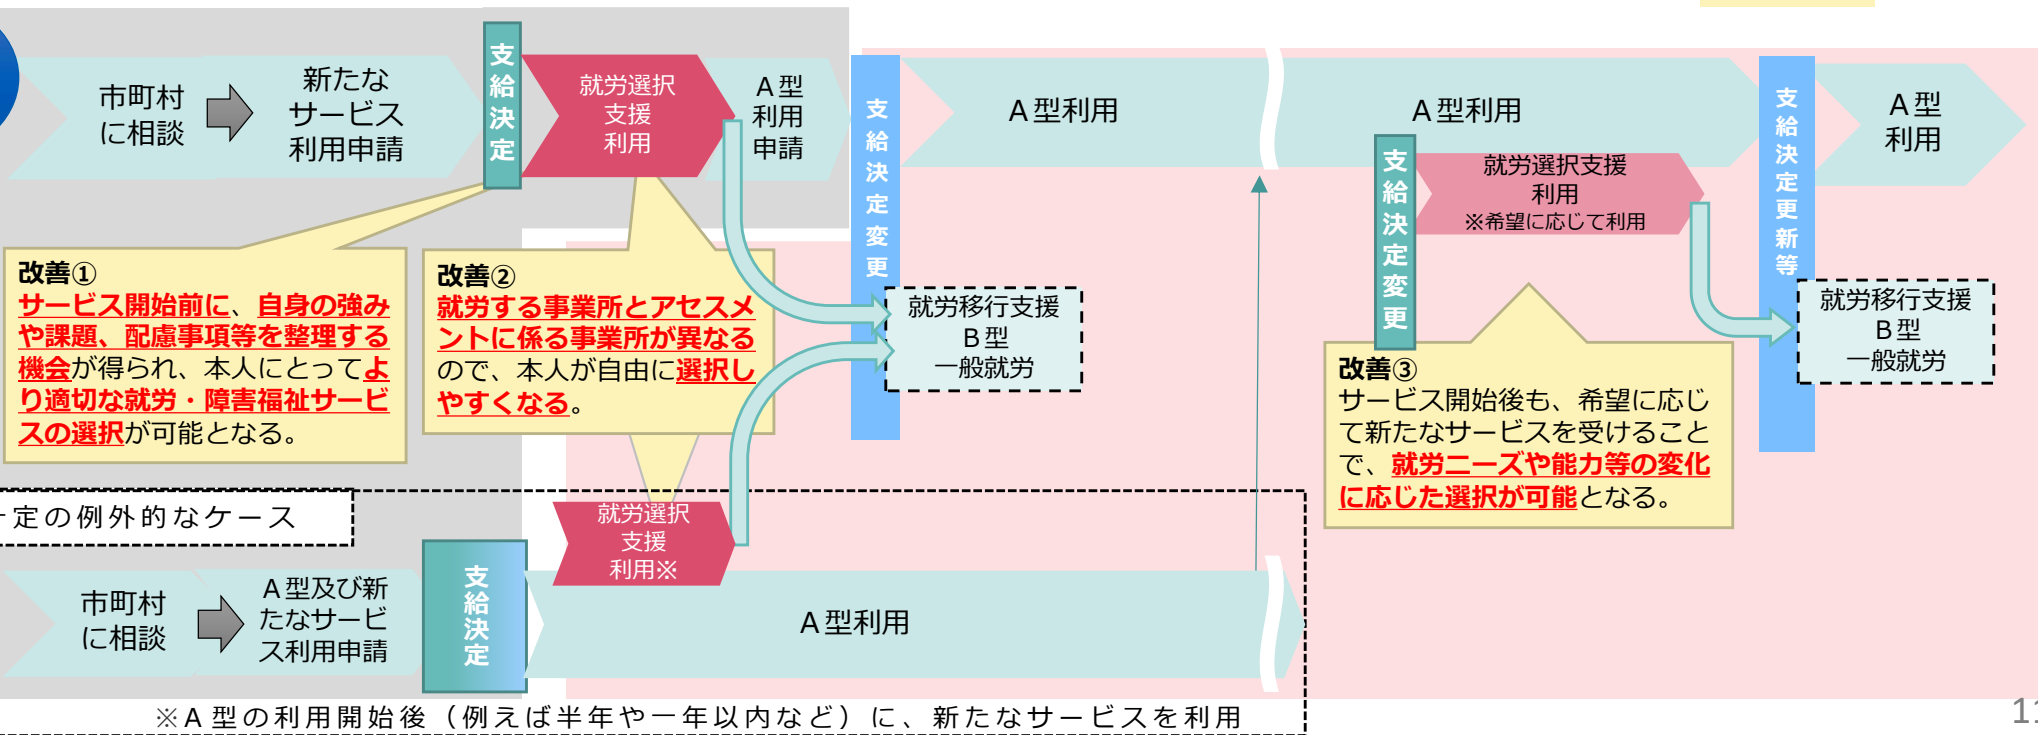 市町村
に相談
新たな
サービス
利用申請
支給決定
就労選択
支援
利用
Ａ型
利用
申請
支給決定変更
Ａ型利用
Ａ型利用
支給決定変更
就労選択支援
利用
※希望に応じて利用
支給決定更新等
Ａ型
利用
改善①
サービス開始前に、自身の強み
や課題、配慮事項等を整理する
機会が得られ、本人にとってよ
り適切な就労・障害福祉サービ
スの選択が可能となる。
改善②
就労する事業所とアセスメ
ントに係る事業所が異なる
ので、本人が自由に選択し
やすくなる。
就労移行支援
Ｂ型
一般就労
改善③
サービス開始後も、希望に応じ
て新たなサービスを受けること
で、就労ニーズや能力等の変化
に応じた選択が可能となる。
就労移行支援
Ｂ型
一般就労
定の例外的なケース
就労選択
支援
利用※
市町村
に相談
Ａ型及び新
たなサービ
ス利用申請
支給決定
Ａ型利用
※Ａ型の利用開始後（例えば半年や一年以内など）に、新たなサービスを利用